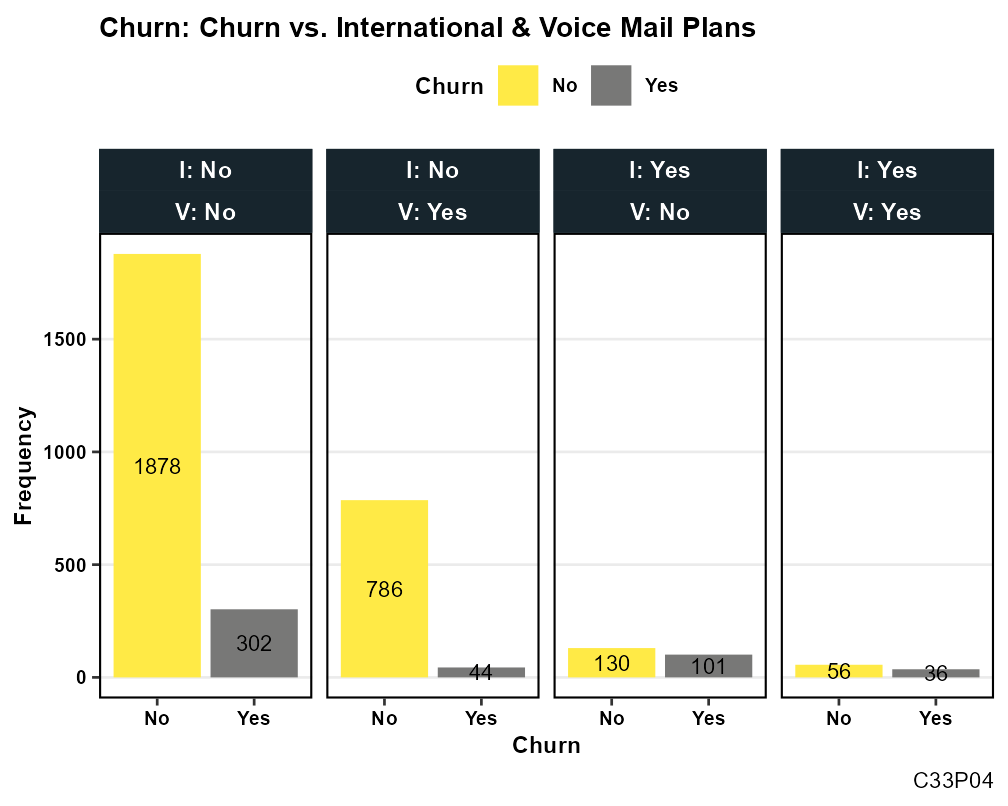 Churn: Churn vs. International & Voice Mail Plans
Churn No Yes
I: No I: No I: Yes I: Yes
V: No V: Yes V: No V: Yes
Frequency
1500
1000
500
0
1878
302
786
44
130
101
56
36
No Yes No Yes No Yes No Yes
Churn
C33P04